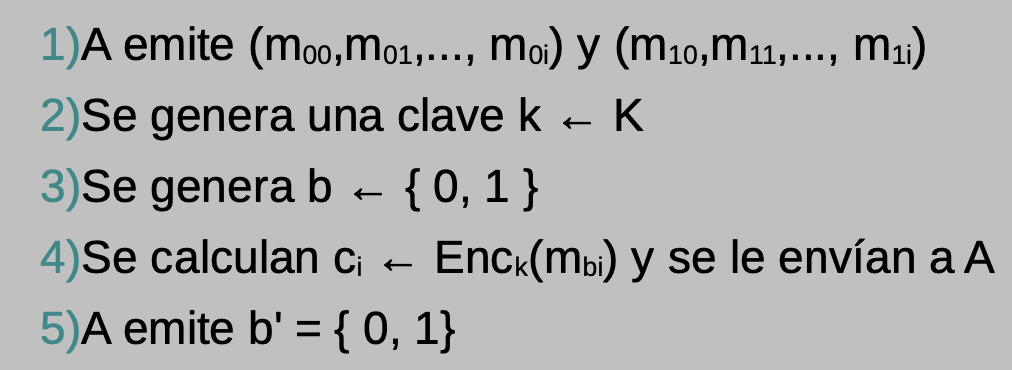 1)A emite (m₀₀,m₀₁,..., m₀ᵢ) y (m₁₀,m₁₁,..., m₁ᵢ)
2)Se genera una clave k ← K
3)Se genera b ← { 0, 1 }
4)Se calculan cᵢ ← Encₖ(m_bi) y se le envían a A
5)A emite b' = { 0, 1}